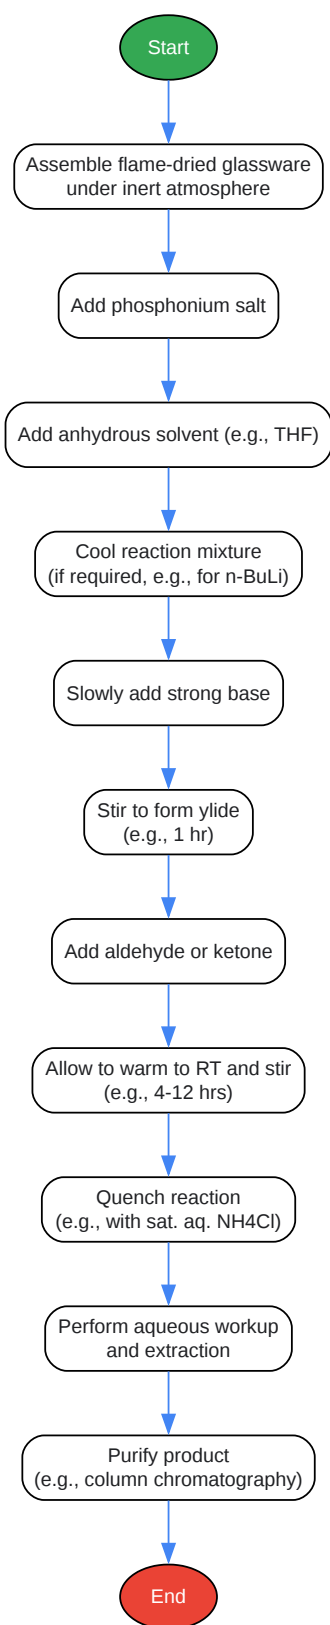 Start
Assemble flame-dried glassware
under inert atmosphere
Add phosphonium salt
Add anhydrous solvent (e.g., THF)
Cool reaction mixture
(if required, e.g., for n-BuLi)
Slowly add strong base
Stir to form ylide
(e.g., 1 hr)
Add aldehyde or ketone
Allow to warm to RT and stir
(e.g., 4-12 hrs)
Quench reaction
(e.g., with sat. aq. NH4Cl)
Perform aqueous workup
and extraction
Purify product
(e.g., column chromatography)
End